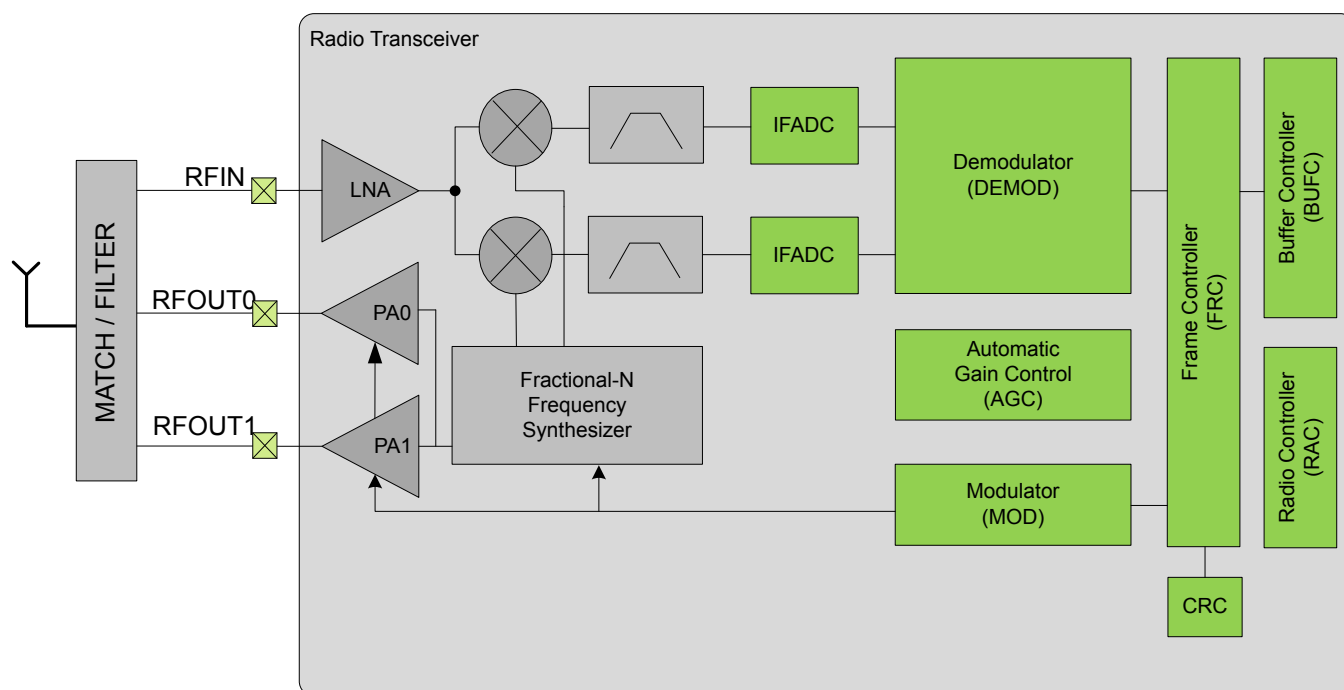 Radio Transceiver
MATCH / FILTER
RFIN
RFOUT0
RFOUT1
LNA
PA0
PA1
Fractional-N
Frequency
Synthesizer
IFADC
IFADC
Demodulator
(DEMOD)
Automatic
Gain Control
(AGC)
Modulator
(MOD)
Frame Controller
(FRC)
CRC
Buffer Controller
(BUFC)
Radio Controller
(RAC)